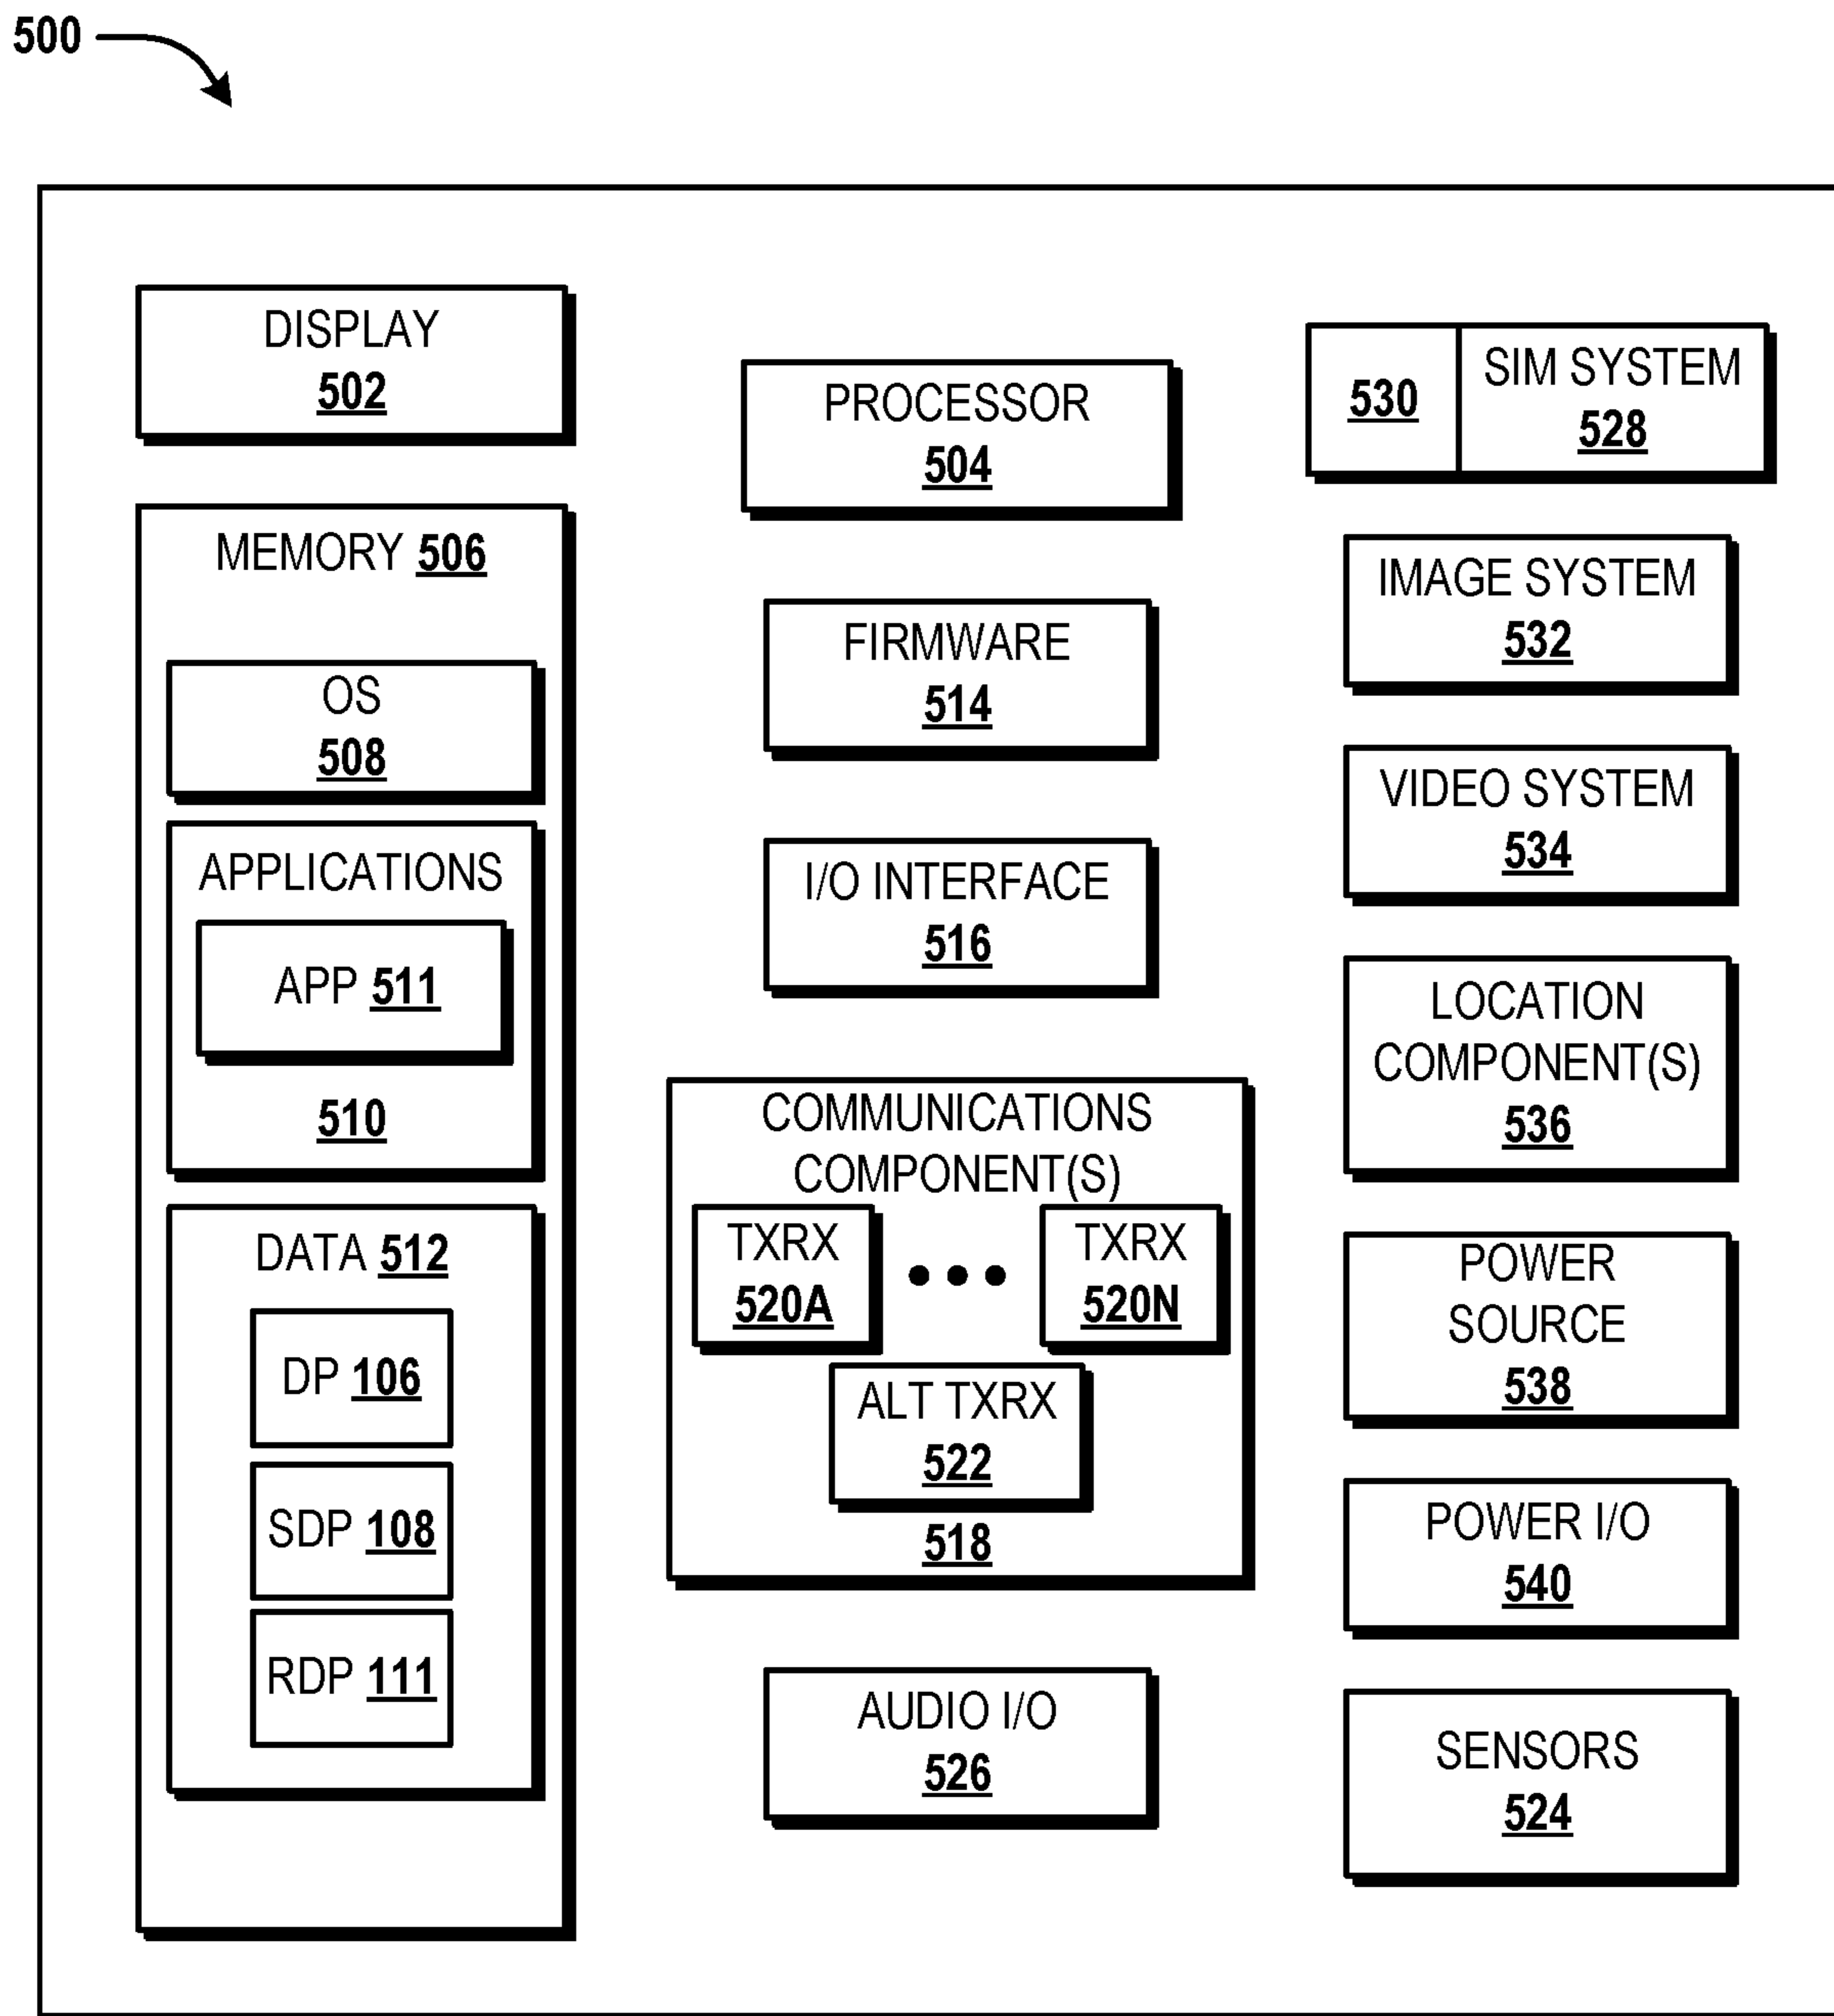 500
DISPLAY
502
MEMORY 506
OS
508
APPLICATIONS
APP 511
510
DATA 512
DP 106
SDP 108
RDP 111
PROCESSOR
504
FIRMWARE
514
I/O INTERFACE
516
COMMUNICATIONS
COMPONENT(S)
TXRX
520A
TXRX
520N
ALT TXRX
522
518
AUDIO I/O
526
530
SIM SYSTEM
528
IMAGE SYSTEM
532
VIDEO SYSTEM
534
LOCATION
COMPONENT(S)
536
POWER
SOURCE
538
POWER I/O
540
SENSORS
524